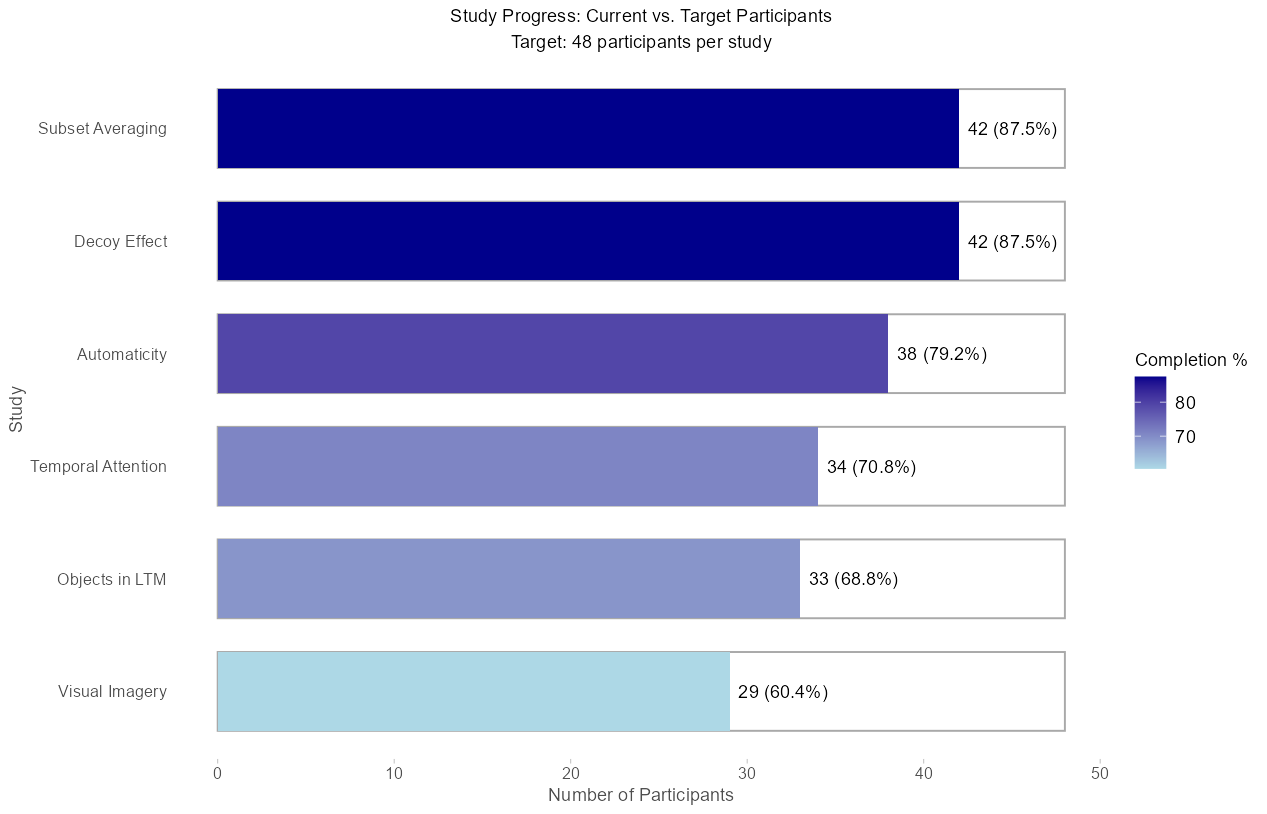 Study Progress: Current vs. Target Participants
Target: 48 participants per study
Subset Averaging
42 (87.5%)
Decoy Effect
42 (87.5%)
Automaticity
38 (79.2%)
Temporal Attention
34 (70.8%)
Objects in LTM
33 (68.8%)
Visual Imagery
29 (60.4%)
Study
0 10 20 30 40 50
Number of Participants
Completion %
80
70